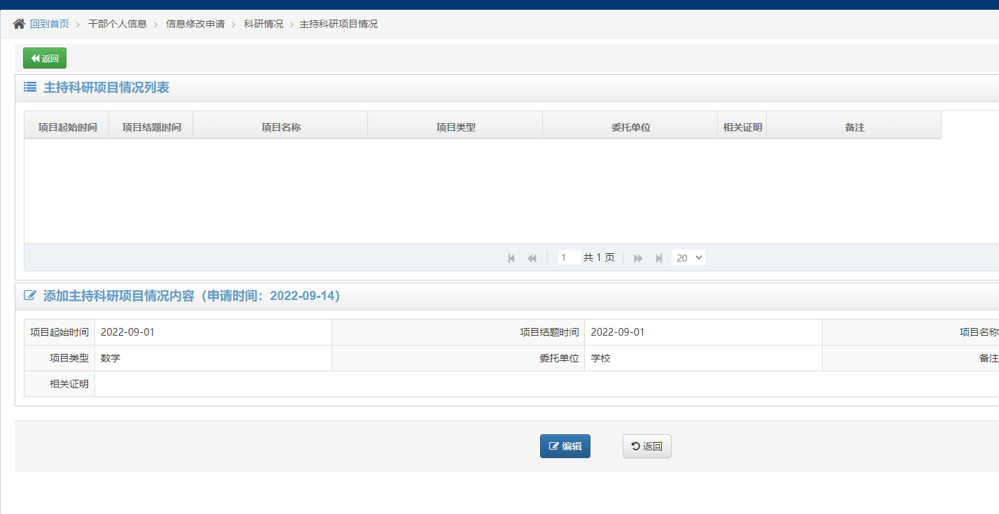 回到首页 干部个人信息 信息修改申请 科研情况 主持科研项目情况
返回
主持科研项目情况列表
项目起始时间 项目结题时间 项目名称 项目类型 委托单位 相关证明 备注
1 共 1 页 20
添加主持科研项目情况内容（申请时间：2022-09-14）
项目起始时间 2022-09-01 项目结题时间 2022-09-01 项目名称
项目类型 数学 委托单位 学校 备注
相关证明
编辑 返回